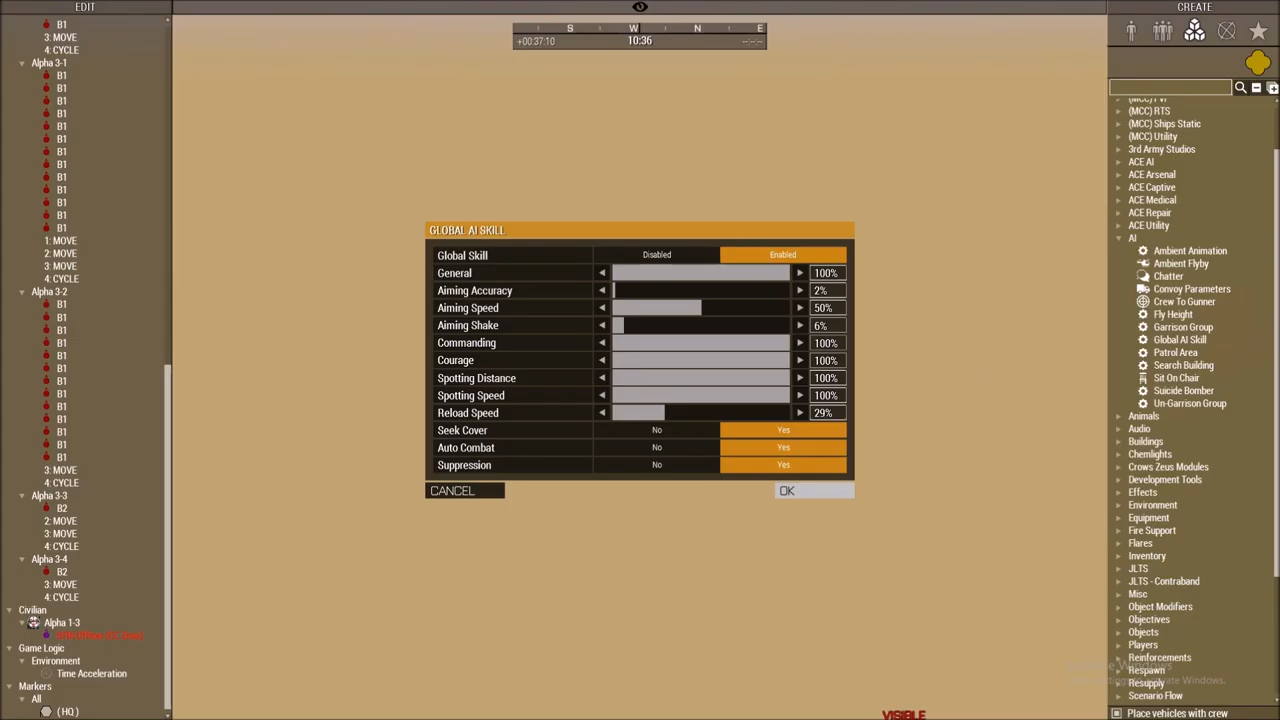 EDIT
B1
3: MOVE
4: CYCLE
Alpha 3-1
B1
B1
B1
B1
B1
B1
B1
B1
B1
B1
B1
B1
B1
1: MOVE
2: MOVE
3: MOVE
4: CYCLE
Alpha 3-2
B1
B1
B1
B1
B1
B1
B1
B1
B1
B1
B1
B1
B1
3: MOVE
4: CYCLE
Alpha 3-3
B2
2: MOVE
3: MOVE
4: CYCLE
Alpha 3-4
B2
3: MOVE
4: CYCLE
Civilian
Alpha 1-3
Game Logic
Environment
Time Acceleration
Markers
All
(HQ)
S W N E
+00:37:10 10:36 --:--
GLOBAL AI SKILL
Global Skill Disabled Enabled
General 100%
Aiming Accuracy 2%
Aiming Speed 50%
Aiming Shake 6%
Commanding 100%
Courage 100%
Spotting Distance 100%
Spotting Speed 100%
Reload Speed 29%
Seek Cover No Yes
Auto Combat No Yes
Suppression No Yes
CANCEL OK
VISIBLE
CREATE
(MCC) RTS
(MCC) Ships Static
(MCC) Utility
3rd Army Studios
ACE AI
ACE Arsenal
ACE Captive
ACE Medical
ACE Repair
ACE Utility
AI
Ambient Animation
Ambient Flyby
Chatter
Convoy Parameters
Crew To Gunner
Fly Height
Garrison Group
Global AI Skill
Patrol Area
Search Building
Sit On Chair
Suicide Bomber
Un-Garrison Group
Animals
Audio
Buildings
Chemlights
Crows Zeus Modules
Development Tools
Effects
Environment
Equipment
Fire Support
Flares
Inventory
JLTS
JLTS - Contraband
Misc
Object Modifiers
Objectives
Objects
Players
Reinforcements
Respawn
Resupply
Scenario Flow
Place vehicles with crew